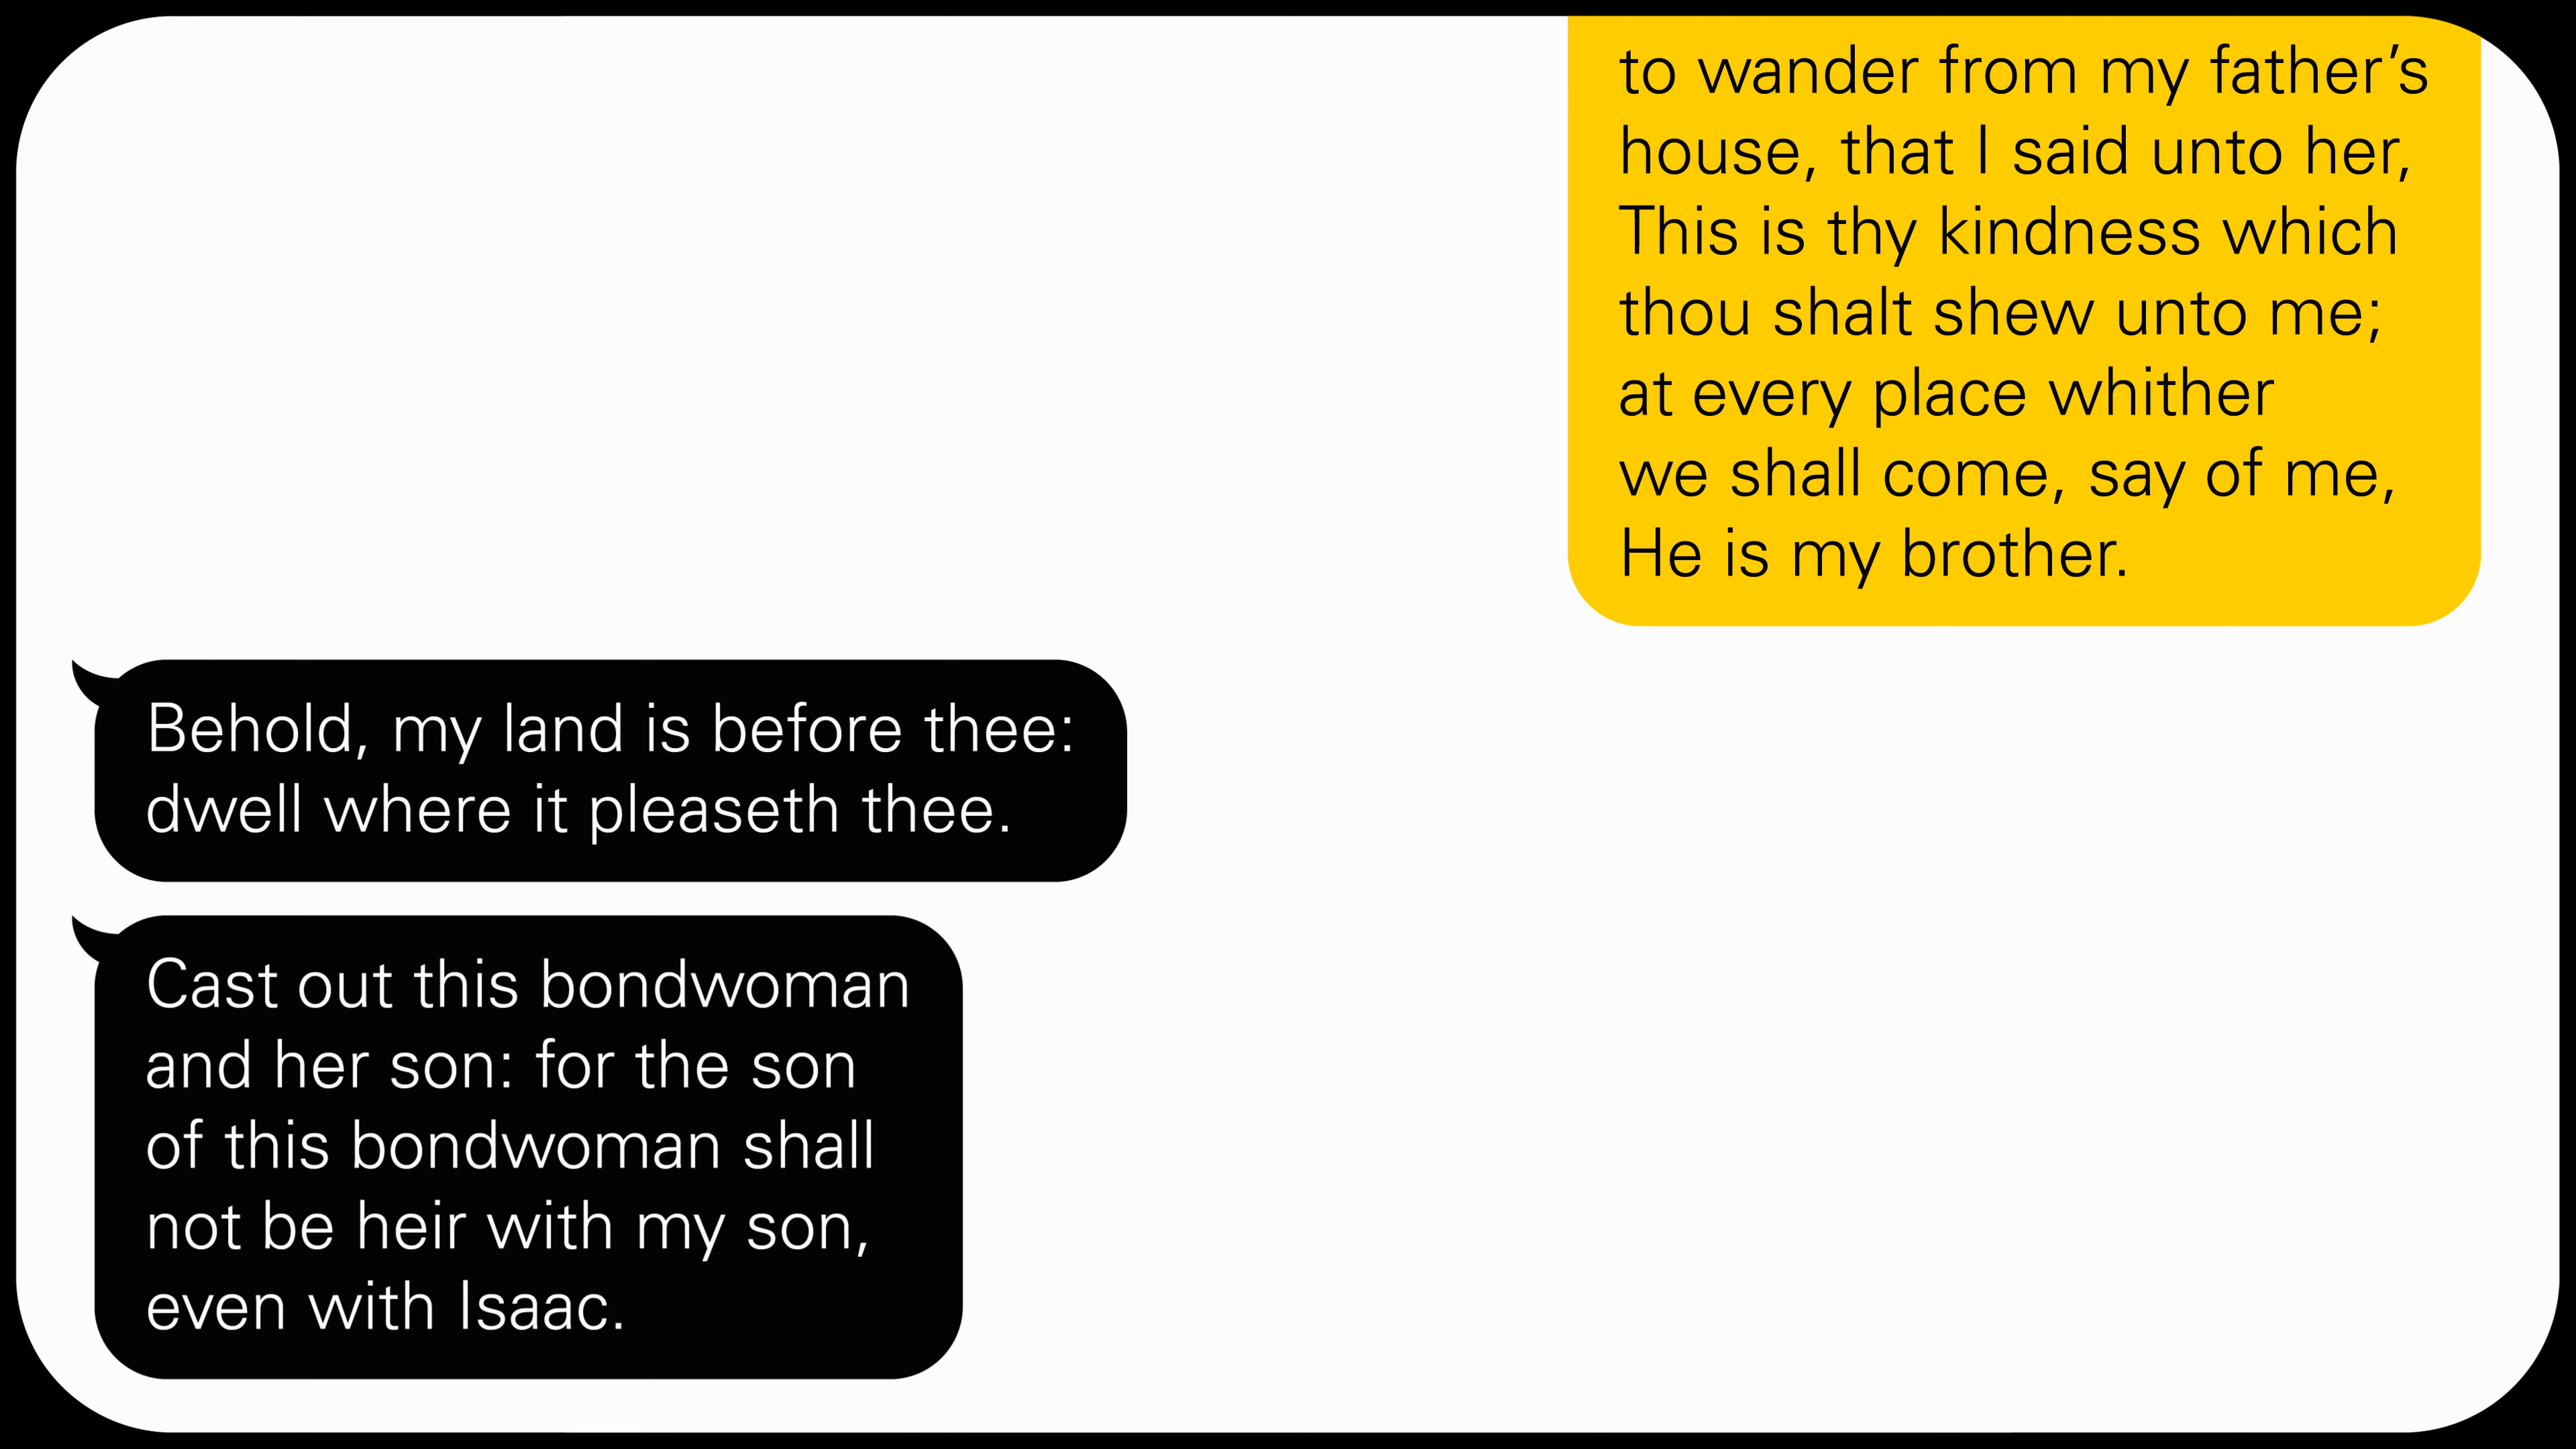 to wander from my father’s
house, that I said unto her,
This is thy kindness which
thou shalt shew unto me;
at every place whither
we shall come, say of me,
He is my brother.
Behold, my land is before thee:
dwell where it pleaseth thee.
Cast out this bondwoman
and her son: for the son
of this bondwoman shall
not be heir with my son,
even with Isaac.